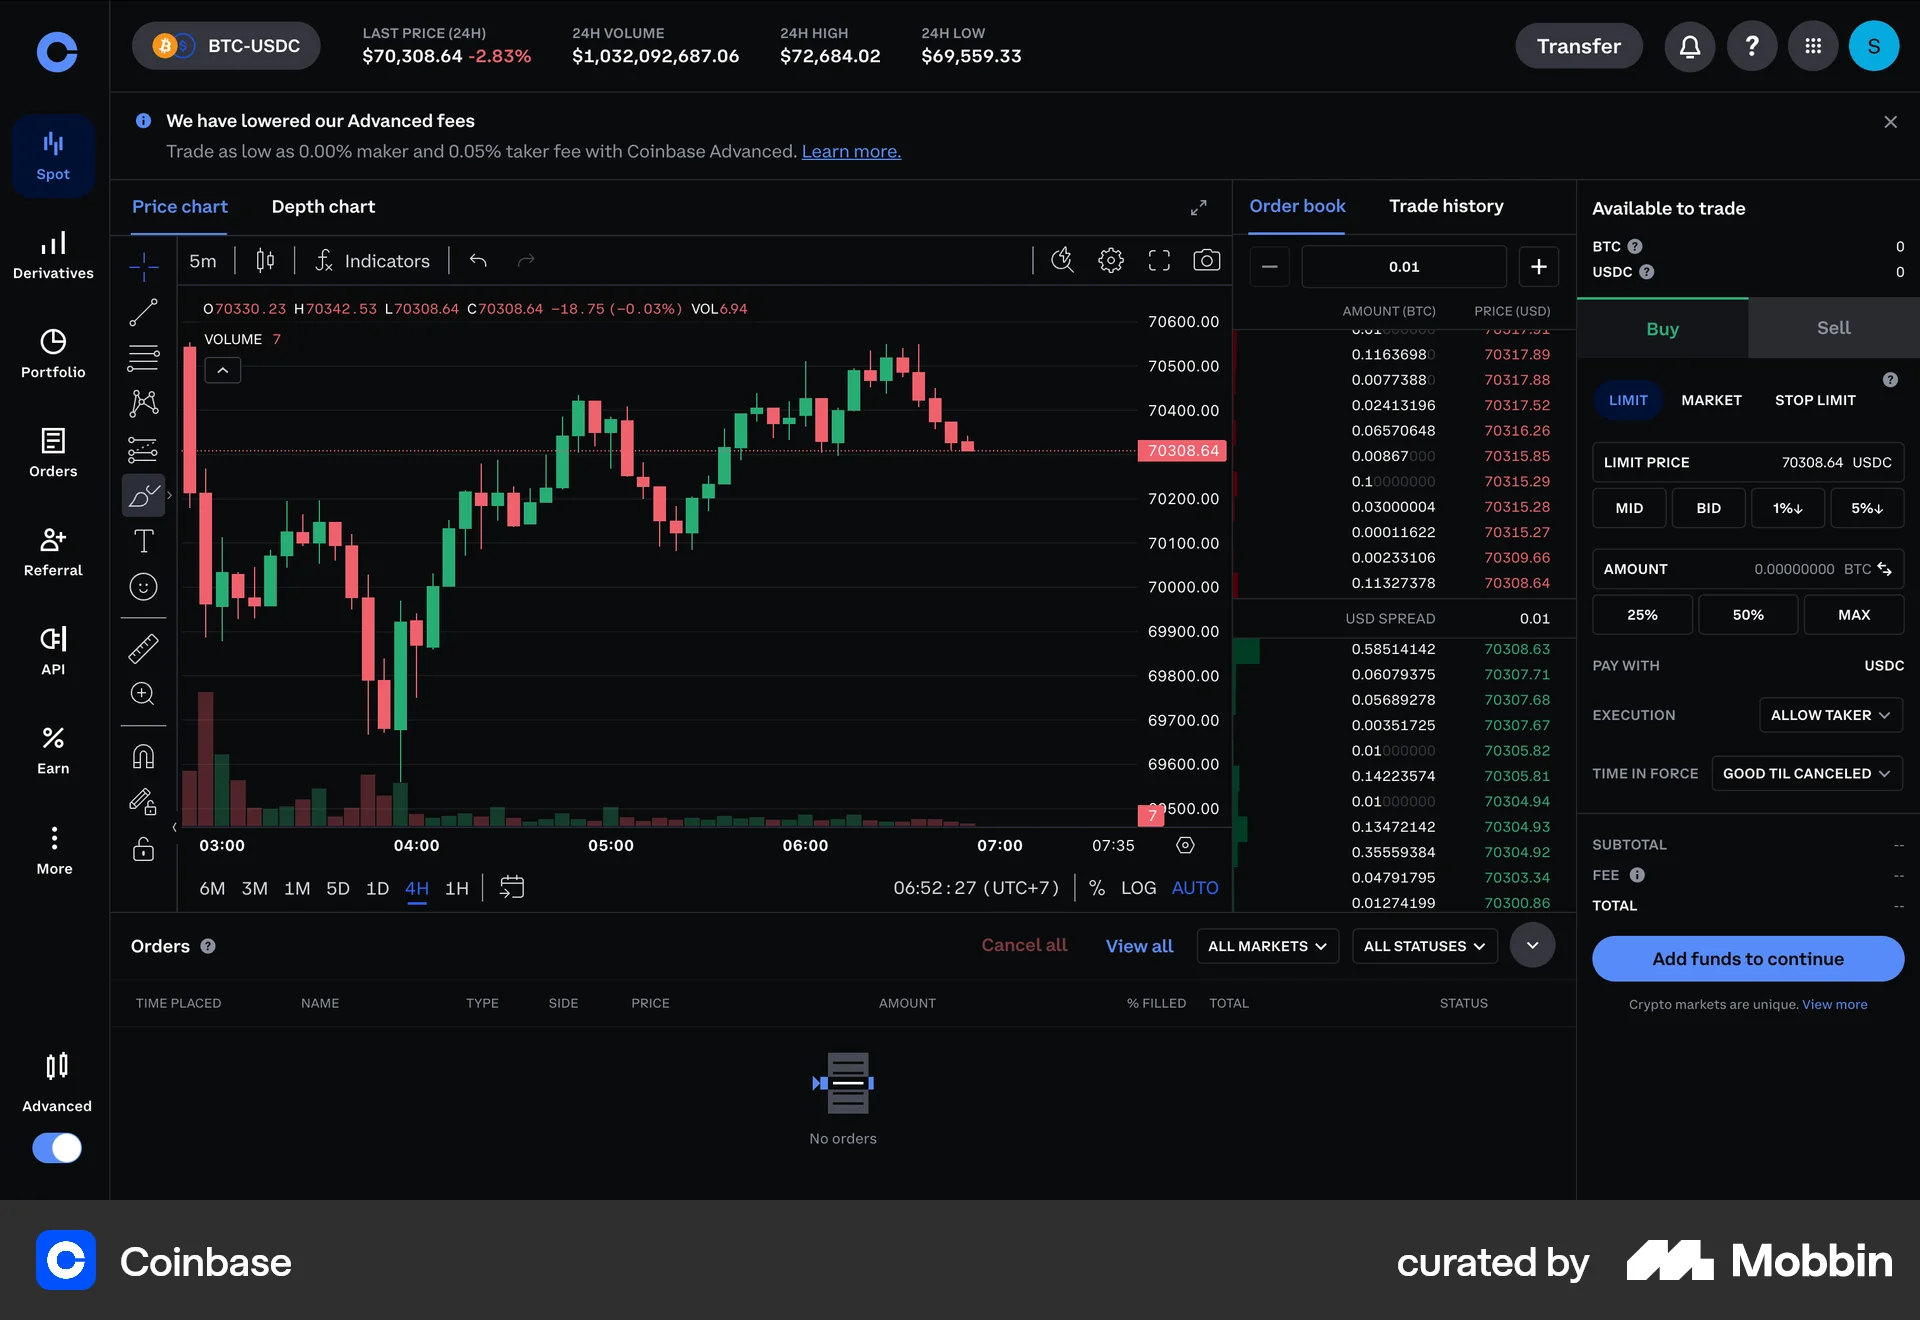 BTC-USDC
LAST PRICE (24H)
$70,308.64 -2.83%
24H VOLUME
$1,032,092,687.06
24H HIGH
$72,684.02
24H LOW
$69,559.33
Transfer
?
S
We have lowered our Advanced fees
Trade as low as 0.00% maker and 0.05% taker fee with Coinbase Advanced. Learn more.
Spot
Derivatives
Portfolio
Orders
Referral
API
Earn
More
Advanced
Price chart
Depth chart
5m
Indicators
O70330.23 H70342.53 L70308.64 C70308.64 −18.75 (−0.03%) VOL6.94
VOLUME 7
70600.00
70500.00
70400.00
70308.64
70200.00
70100.00
70000.00
69900.00
69800.00
69700.00
69600.00
7
03:00
04:00
05:00
06:00
07:00
07:35
6M 3M 1M 5D 1D 4H 1H
06:52:27 (UTC+7)
% LOG AUTO
Order book
Trade history
0.01
AMOUNT (BTC) PRICE (USD)
0.01000000 70317.91
0.11636980 70317.89
0.00773880 70317.88
0.02413196 70317.52
0.06570648 70316.26
0.00867000 70315.85
0.10000000 70315.29
0.03000004 70315.28
0.00011622 70315.27
0.00233106 70309.66
0.11327378 70308.64
USD SPREAD 0.01
0.58514142 70308.63
0.06079375 70307.71
0.05689278 70307.68
0.00351725 70307.67
0.01000000 70305.82
0.14223574 70305.81
0.01000000 70304.94
0.13472142 70304.93
0.35559384 70304.92
0.04791795 70303.34
0.01274199 70300.86
Available to trade
BTC ? 0
USDC ? 0
Buy
Sell
?
LIMIT
MARKET
STOP LIMIT
LIMIT PRICE 70308.64 USDC
MID
BID
1%↓
5%↓
AMOUNT 0.00000000 BTC
25%
50%
MAX
PAY WITH USDC
EXECUTION ALLOW TAKER
TIME IN FORCE GOOD TIL CANCELED
SUBTOTAL --
FEE --
TOTAL --
Add funds to continue
Crypto markets are unique. View more
Orders ?
Cancel all
View all
ALL MARKETS
ALL STATUSES
TIME PLACED
NAME
TYPE
SIDE
PRICE
AMOUNT
% FILLED
TOTAL
STATUS
No orders
Coinbase
curated by
Mobbin